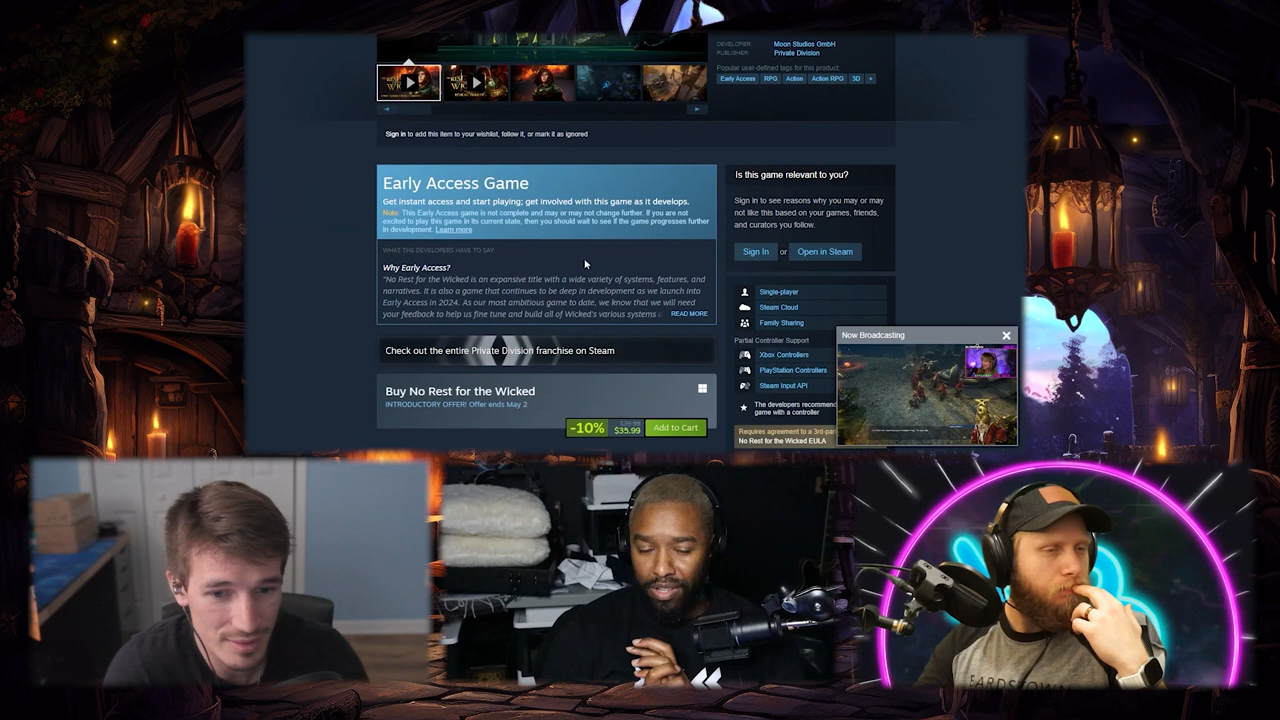 DEVELOPER: Moon Studios GmbH
PUBLISHER: Private Division
Popular user-defined tags for this product:
Early Access RPG Action Action RPG 3D +
Sign in to add this item to your wishlist, follow it, or mark it as ignored
Early Access Game
Get instant access and start playing; get involved with this game as it develops.
Note: This Early Access game is not complete and may or may not change further. If you are
not excited to play this game in its current state, then you should wait to see if the game progresses further
in development. Learn more
WHAT THE DEVELOPERS HAVE TO SAY:
Why Early Access?
"No Rest for the Wicked is an expansive title with a wide variety of systems, features, and
narratives. It is also a game that continues to be deep in development as we launch into
Early Access in 2024. As our most ambitious game to date, we know that we will need
your feedback to help us fine tune and build all of Wicked's various systems
READ MORE
Check out the entire Private Division franchise on Steam
Buy No Rest for the Wicked
INTRODUCTORY OFFER! Offer ends May 2
-10% $39.99 $35.99 Add to Cart
Is this game relevant to you?
Sign in to see reasons why you may or may
not like this based on your games, friends,
and curators you follow.
Sign In or Open in Steam
Single-player
Steam Cloud
Family Sharing
Partial Controller Support
Xbox Controllers
PlayStation Controllers
Steam Input API
The developers recommend
game with a controller
Requires agreement to a 3rd-par
No Rest for the Wicked EULA
Now Broadcasting
EARDSTOWN